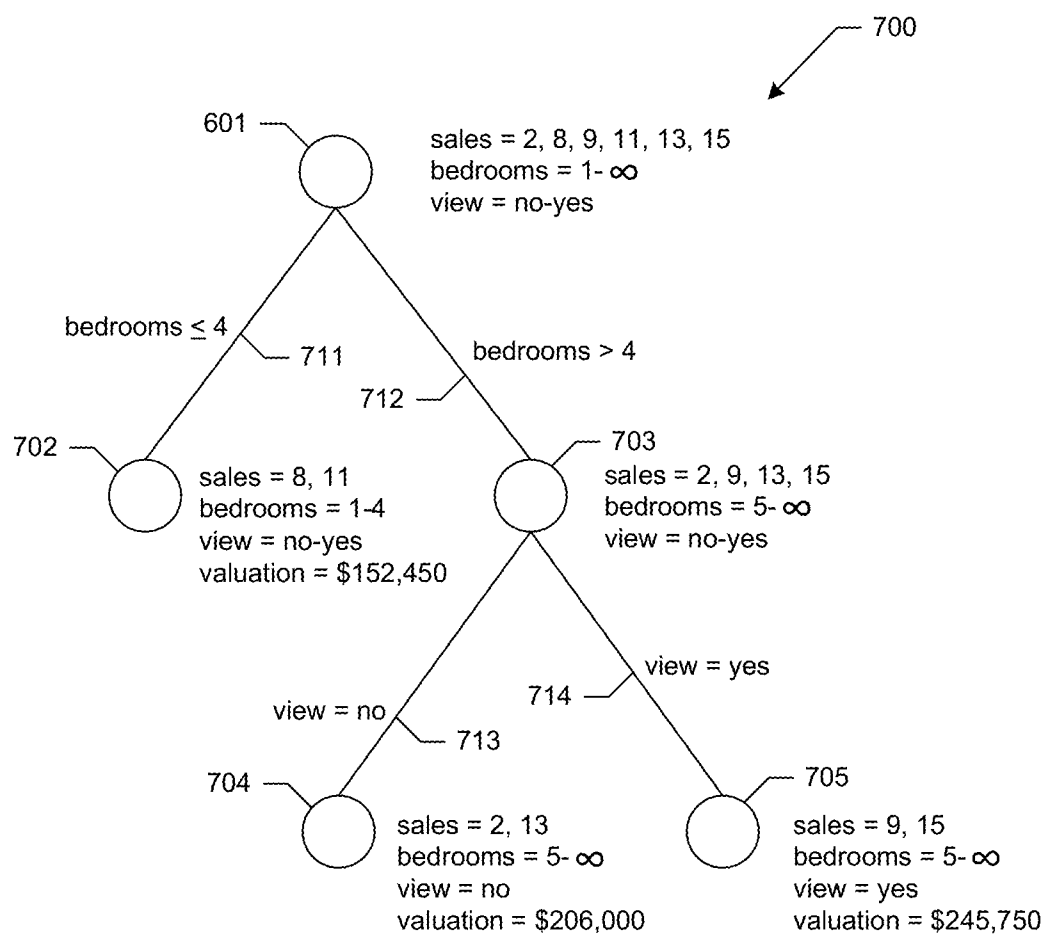 700
601
sales = 2, 8, 9, 11, 13, 15
bedrooms = 1- ∞
view = no-yes
bedrooms ≤ 4
711
bedrooms > 4
712
702
sales = 8, 11
bedrooms = 1-4
view = no-yes
valuation = $152,450
703
sales = 2, 9, 13, 15
bedrooms = 5- ∞
view = no-yes
view = no
713
view = yes
714
704
sales = 2, 13
bedrooms = 5- ∞
view = no
valuation = $206,000
705
sales = 9, 15
bedrooms = 5- ∞
view = yes
valuation = $245,750